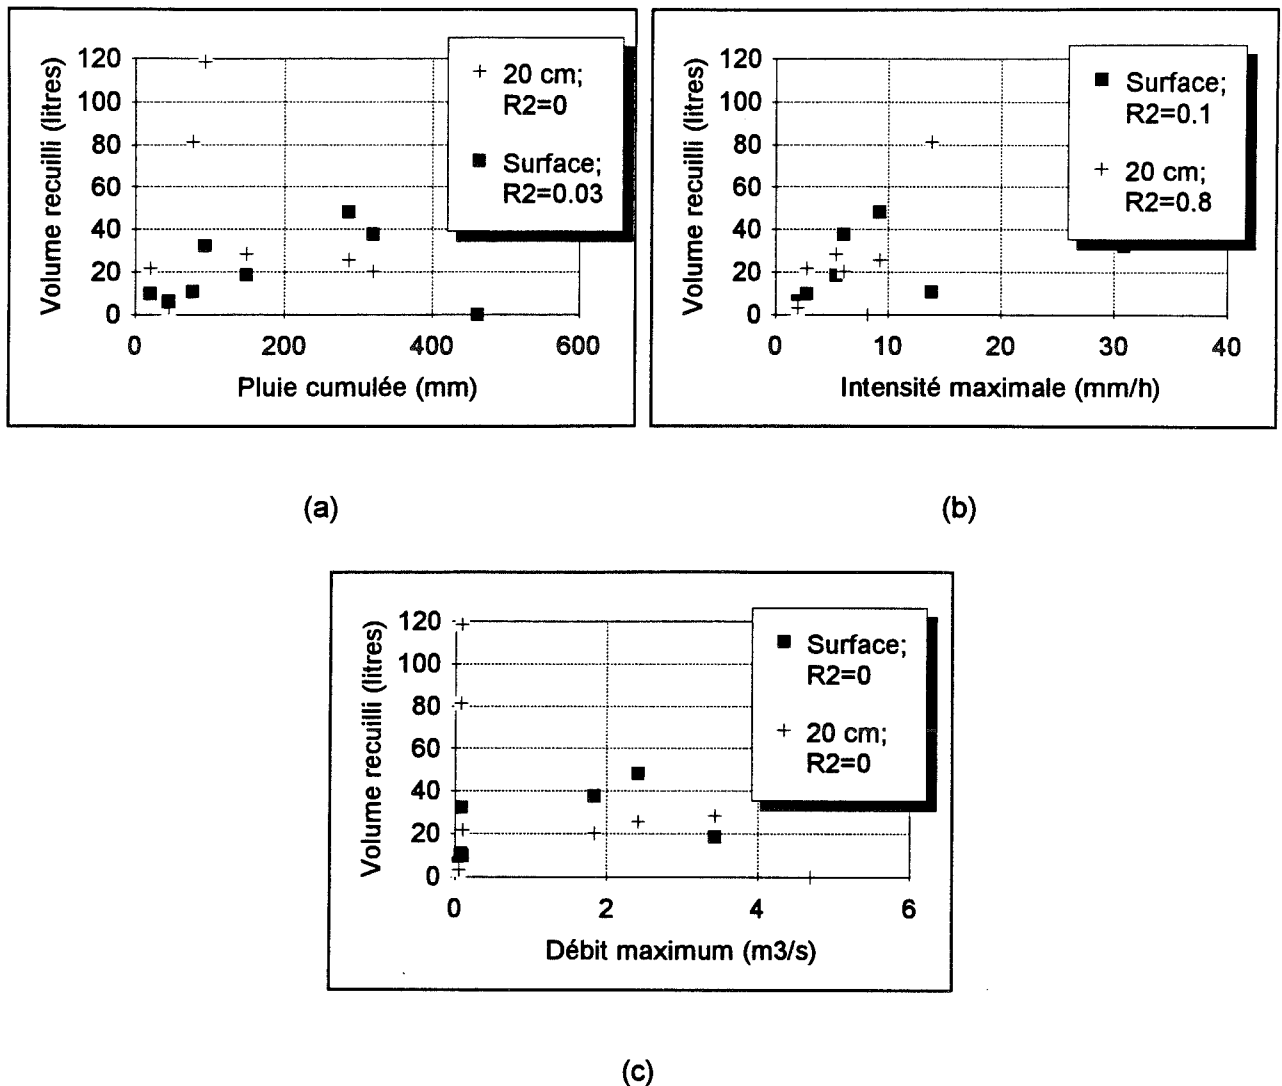 Volume recuilli (litres)
120
100
80
60
40
20
0
0 200 400 600
Pluie cumulée (mm)
+ 20 cm;
R2=0
■ Surface;
R2=0.03
(a)
Volume recuilli (litres)
120
100
80
60
40
20
0
0 10 20 30 40
Intensité maximale (mm/h)
■ Surface;
R2=0.1
+ 20 cm;
R2=0.8
(b)
Volume recuilli (litres)
120
100
80
60
40
20
0
0 2 4 6
Débit maximum (m3/s)
■ Surface;
R2=0
+ 20 cm;
R2=0
(c)